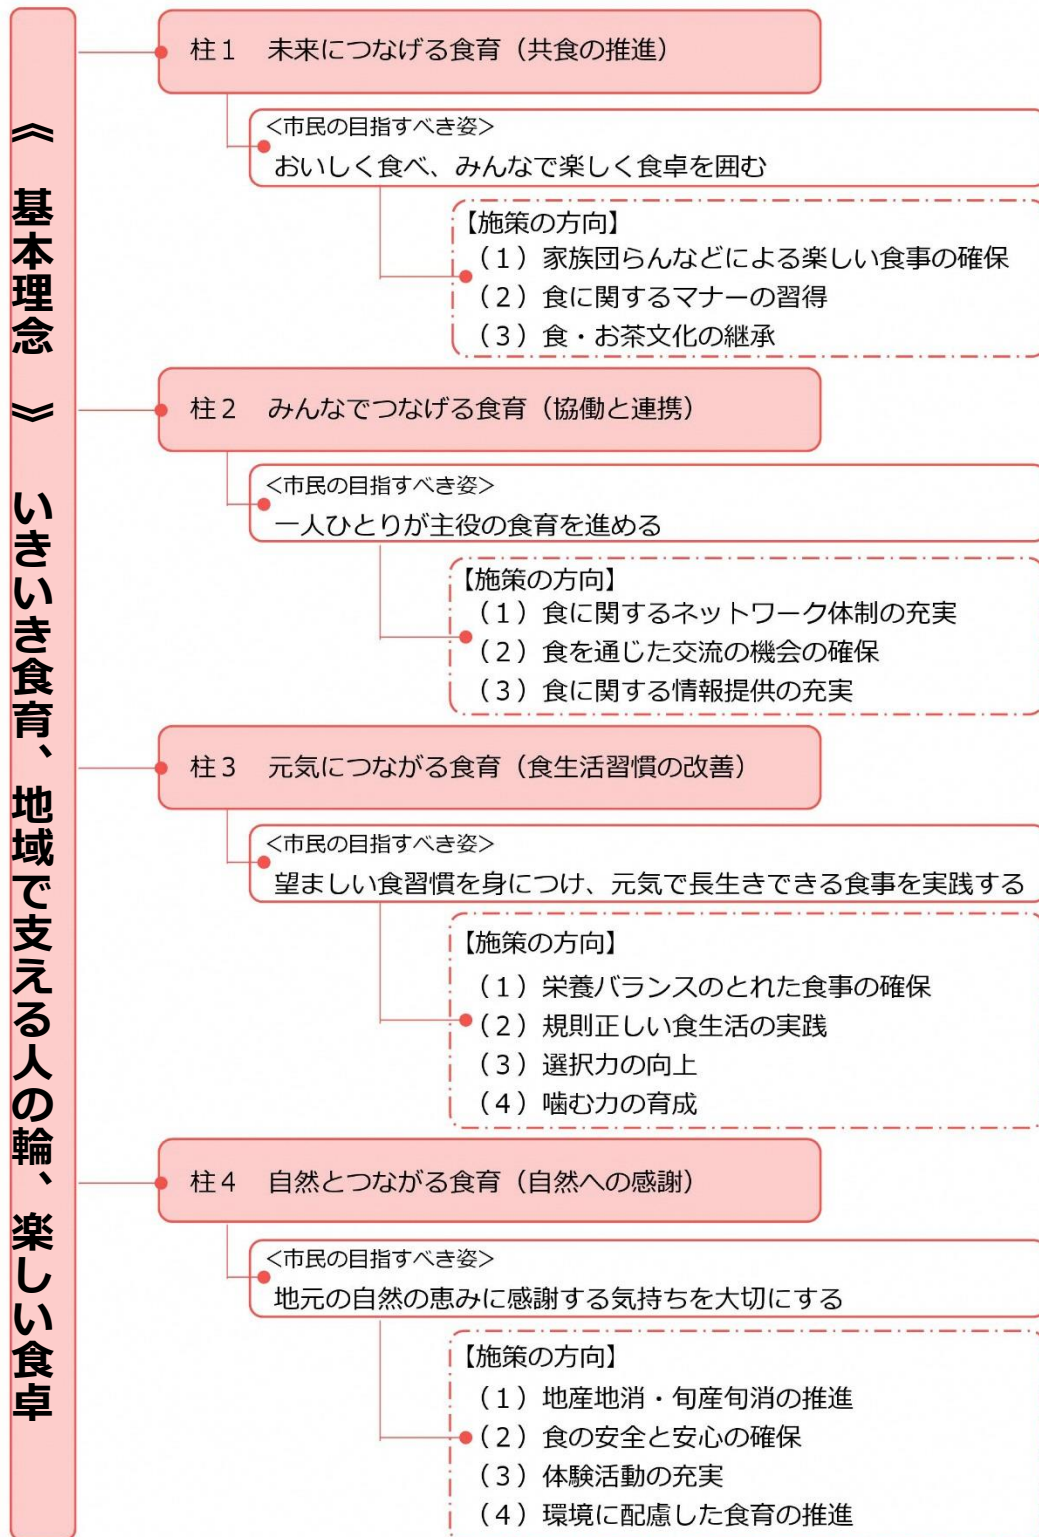 《 基本理念 》 いきいき食育、地域で支える人の輪、楽しい食卓
柱１ 未来につなげる食育（共食の推進）
＜市民の目指すべき姿＞
おいしく食べ、みんなで楽しく食卓を囲む
【施策の方向】
（１）家族団らんなどによる楽しい食事の確保
（２）食に関するマナーの習得
（３）食・お茶文化の継承
柱２ みんなでつなげる食育（協働と連携）
＜市民の目指すべき姿＞
一人ひとりが主役の食育を進める
【施策の方向】
（１）食に関するネットワーク体制の充実
（２）食を通じた交流の機会の確保
（３）食に関する情報提供の充実
柱３ 元気につながる食育（食生活習慣の改善）
＜市民の目指すべき姿＞
望ましい食習慣を身につけ、元気で長生きできる食事を実践する
【施策の方向】
（１）栄養バランスのとれた食事の確保
（２）規則正しい食生活の実践
（３）選択力の向上
（４）噛む力の育成
柱４ 自然とつながる食育（自然への感謝）
＜市民の目指すべき姿＞
地元の自然の恵みに感謝する気持ちを大切にする
【施策の方向】
（１）地産地消・旬産旬消の推進
（２）食の安全と安心の確保
（３）体験活動の充実
（４）環境に配慮した食育の推進